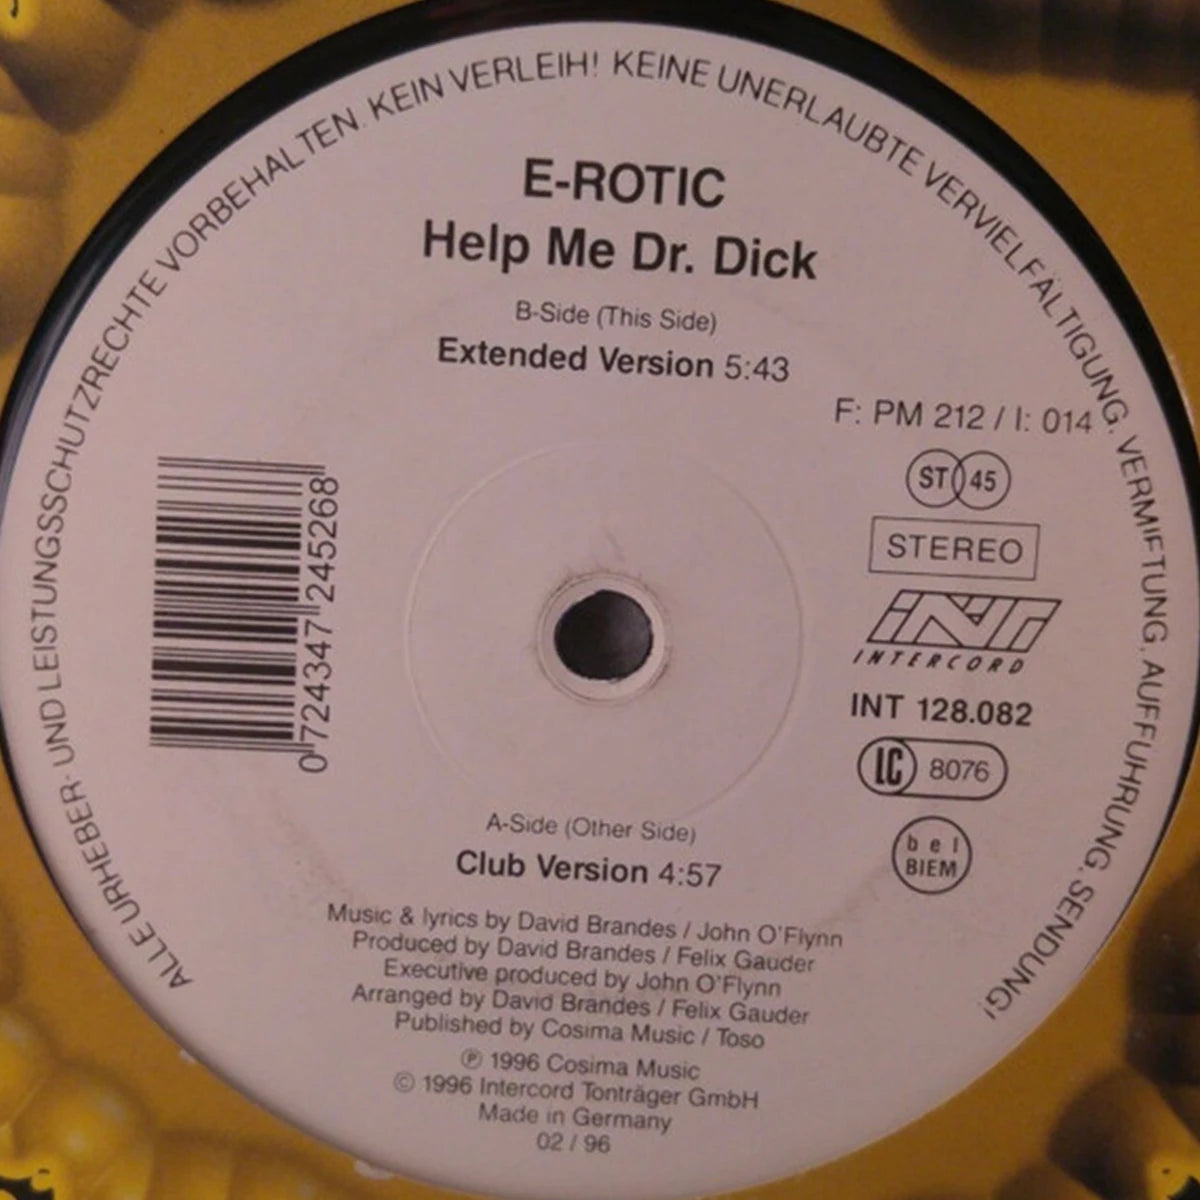 ALLE URHEBER- UND LEISTUNGSSCHUTZRECHTE VORBEHALTEN. KEIN VERLEIH! KEINE UNERLAUBTE VERVIELFÄLTIGUNG, VERMIETUNG, AUFFÜHRUNG, SENDUNG!
E-ROTIC
Help Me Dr. Dick
B-Side (This Side)
Extended Version 5:43
F: PM 212 / I: 014
ST 45
STEREO
INT
INTERCORD
INT 128.082
LC 8076
bel
BIEM
0 724347 245268
A-Side (Other Side)
Club Version 4:57
Music & lyrics by David Brandes / John O'Flynn
Produced by David Brandes / Felix Gauder
Executive produced by John O'Flynn
Arranged by David Brandes / Felix Gauder
Published by Cosima Music / Toso
℗ 1996 Cosima Music
© 1996 Intercord Tonträger GmbH
Made in Germany
02 / 96